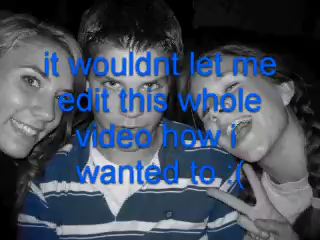 it wouldnt let me
edit this whole
video how i
wanted to :(